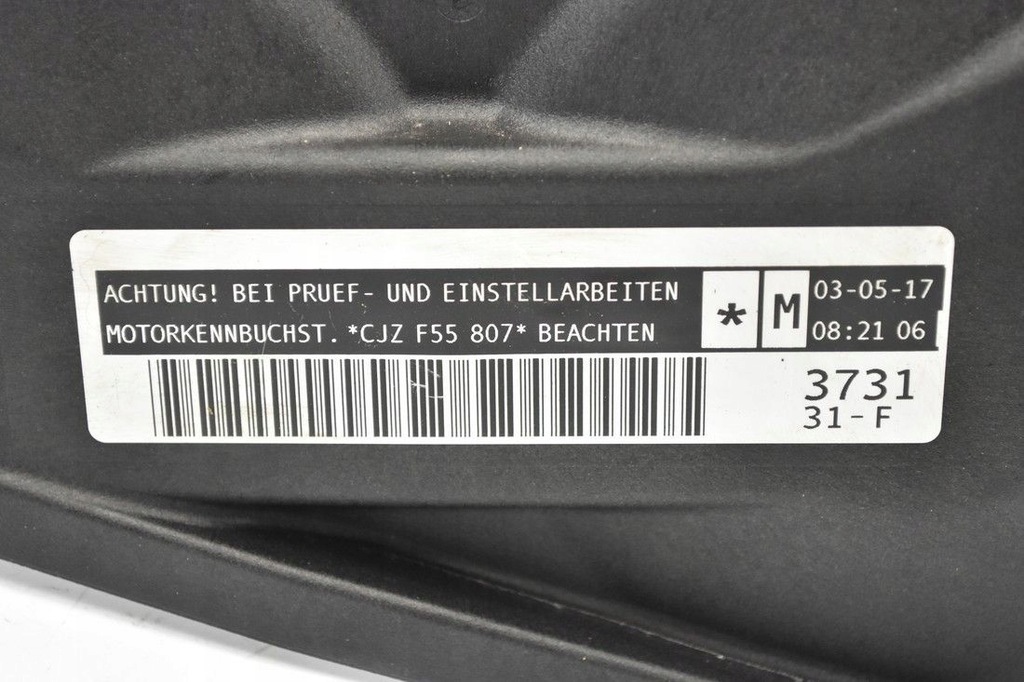 ACHTUNG! BEI PRUEF- UND EINSTELLARBEITEN
MOTORKENNBUCHST. *CJZ F55 807* BEACHTEN
* M
03-05-17
08:21 06
3731
31-F